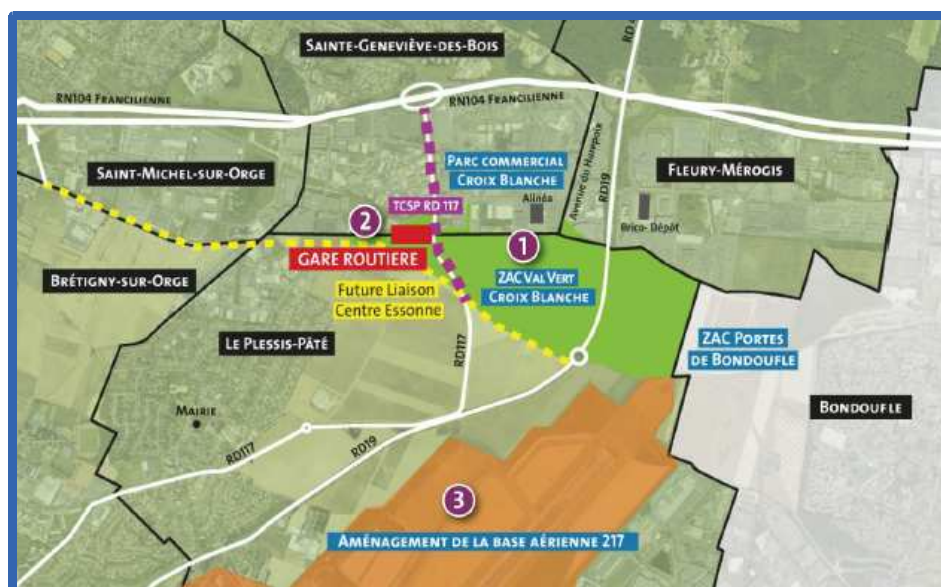 SAINTE-GENEVIÈVE-DES-BOIS
RN104 FRANCILIENNE
RN104 FRANCILIENNE
SAINT-MICHEL-SUR-ORGE
PARC COMMERCIAL
CROIX BLANCHE
Alinéa
Avenue du Hurepoix
RD19
FLEURY-MÉROGIS
Brico-Dépôt
TCSP RD 117
2
1
GARE ROUTIERE
BRÉTIGNY-SUR-ORGE
Future Liaison
Centre Essonne
ZAC VAL VERT
CROIX BLANCHE
LE PLESSIS-PÂTÉ
RD117
ZAC PORTES
DE BONDOUFLE
BONDOUFLE
MAIRIE
RD117
RD19
3
AMÉNAGEMENT DE LA BASE AÉRIENNE 217